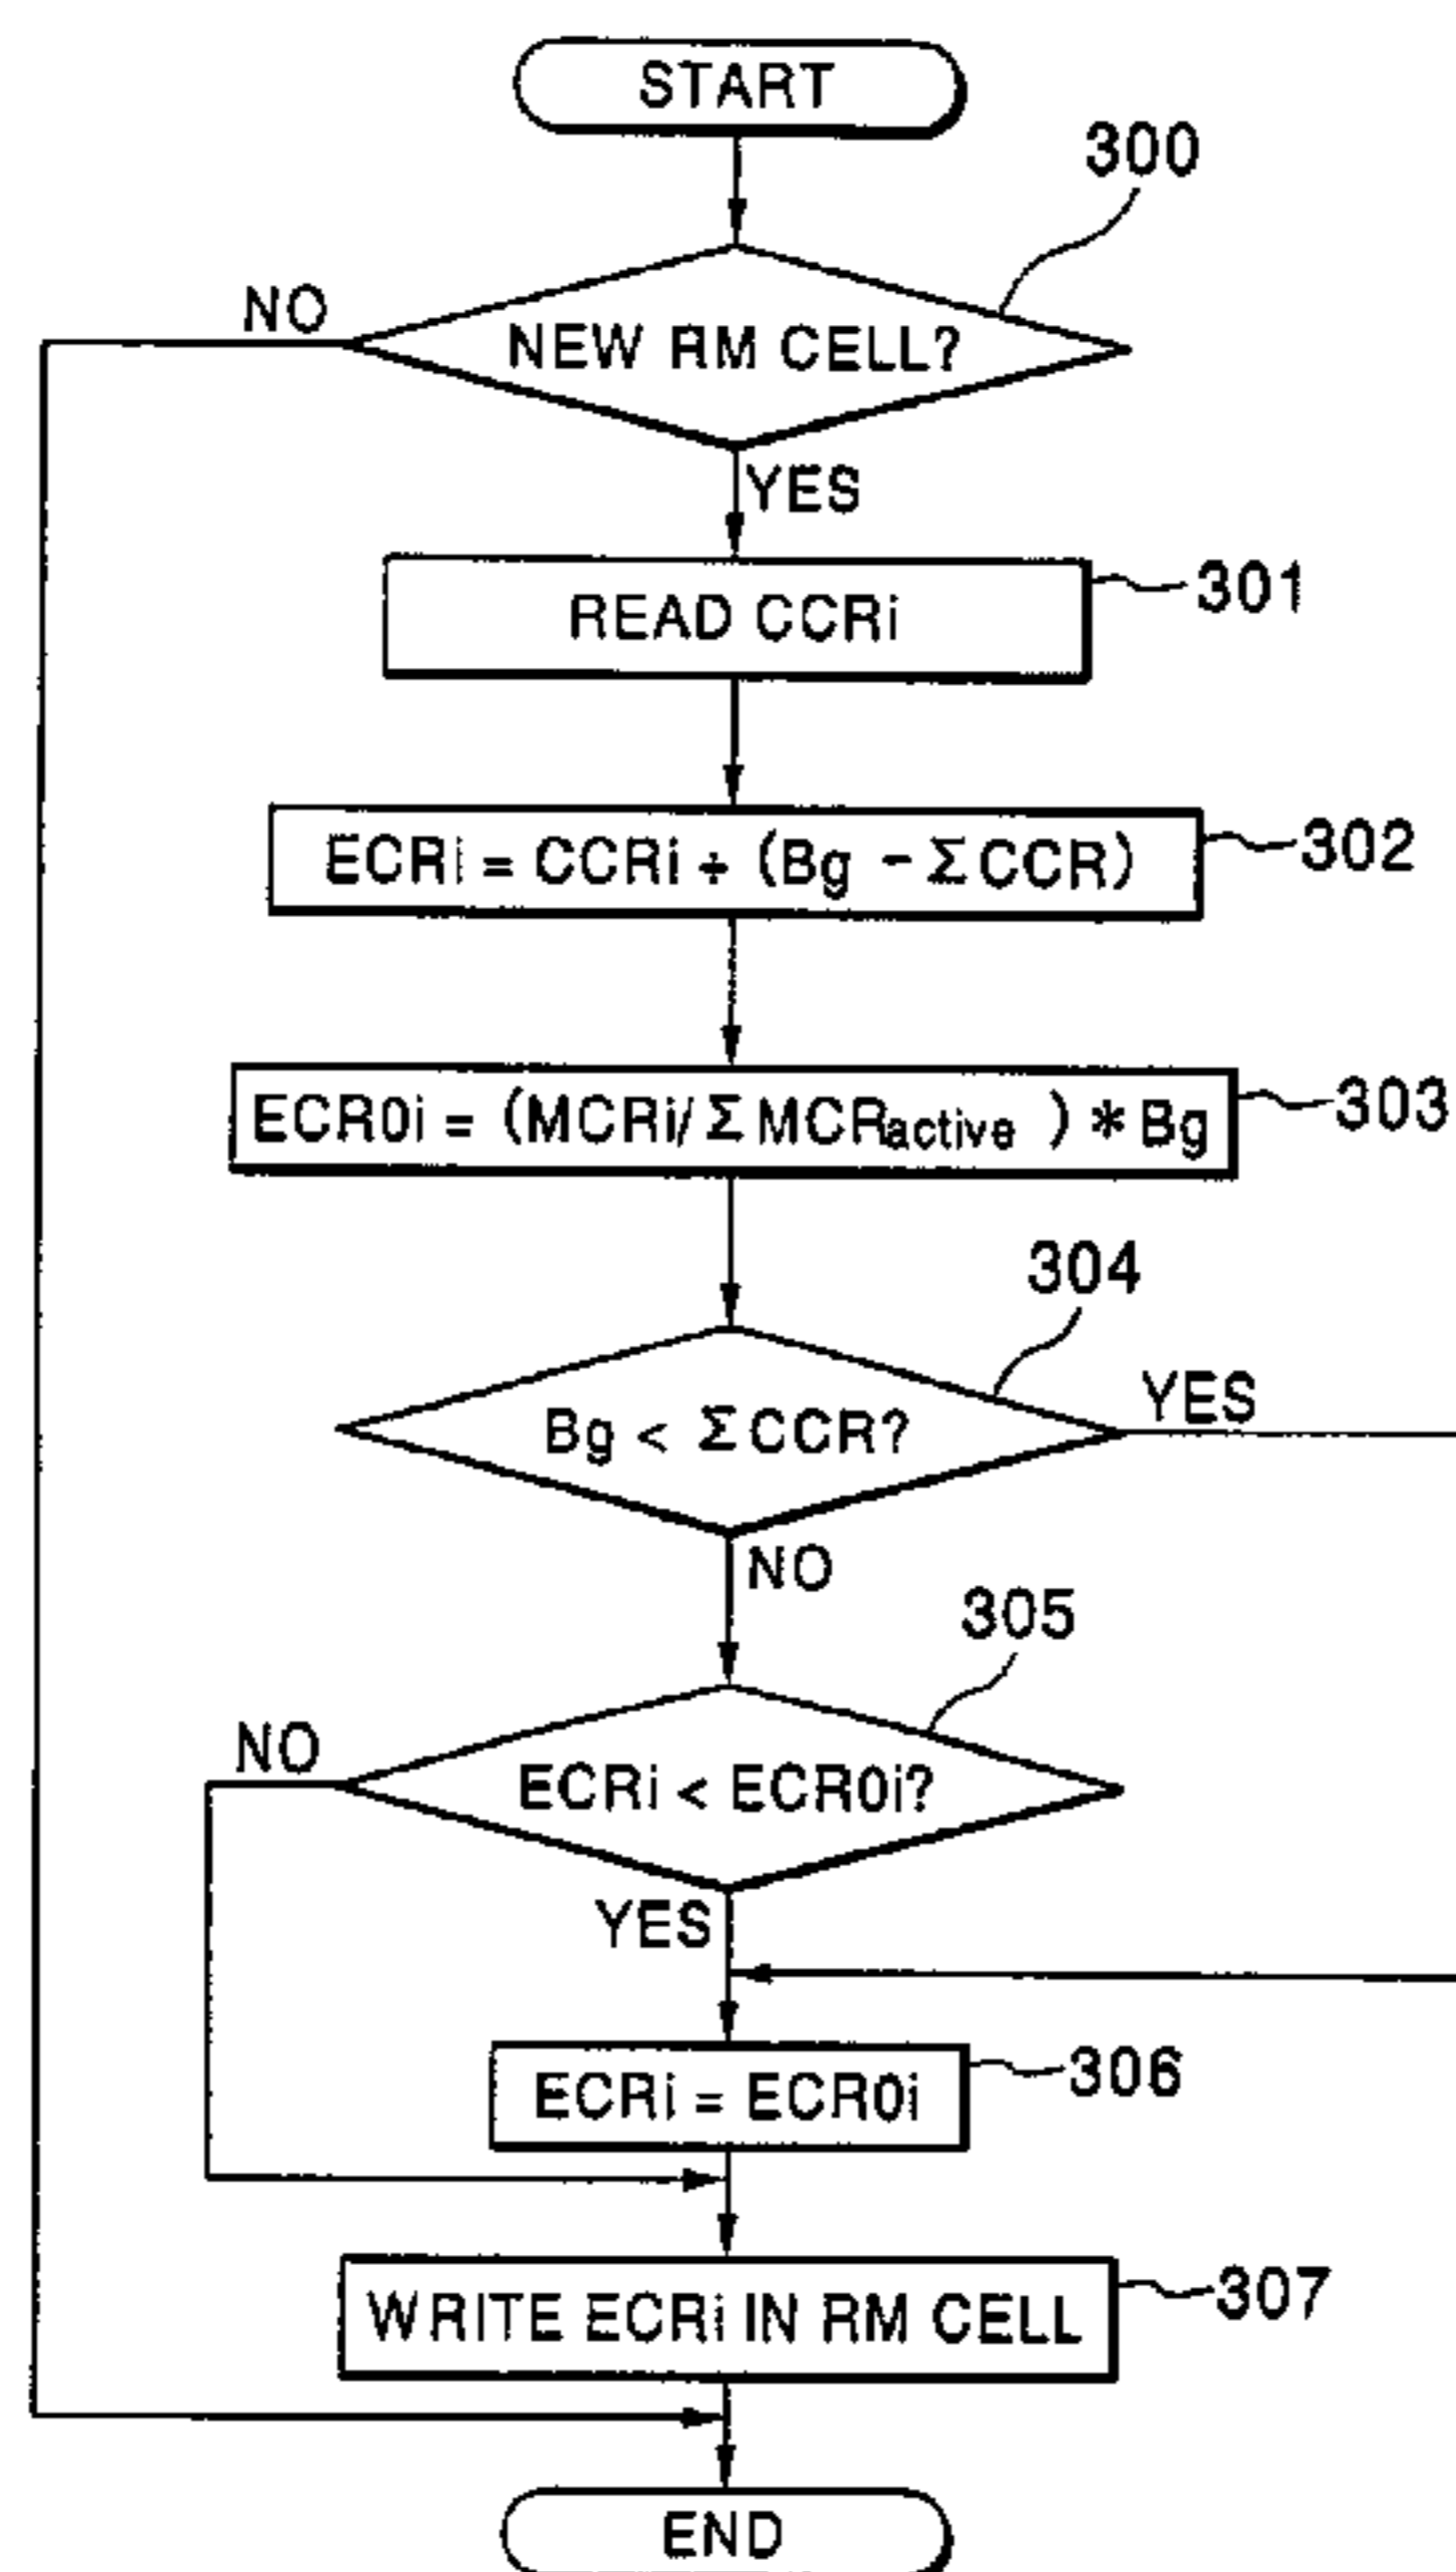 START
300
NO
NEW RM CELL?
YES
301
READ CCRi
302
ECRi = CCRi + (Bg - ΣCCR)
303
ECR0i = (MCRi/ΣMCRactive ) * Bg
304
Bg < ΣCCR?
YES
NO
305
NO
ECRi < ECR0i?
YES
306
ECRi = ECR0i
307
WRITE ECRi IN RM CELL
END